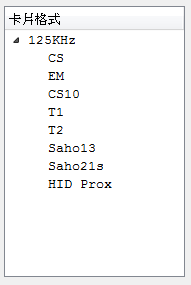 卡片格式
125KHz
CS
EM
CS10
T1
T2
Saho13
Saho21s
HID Prox